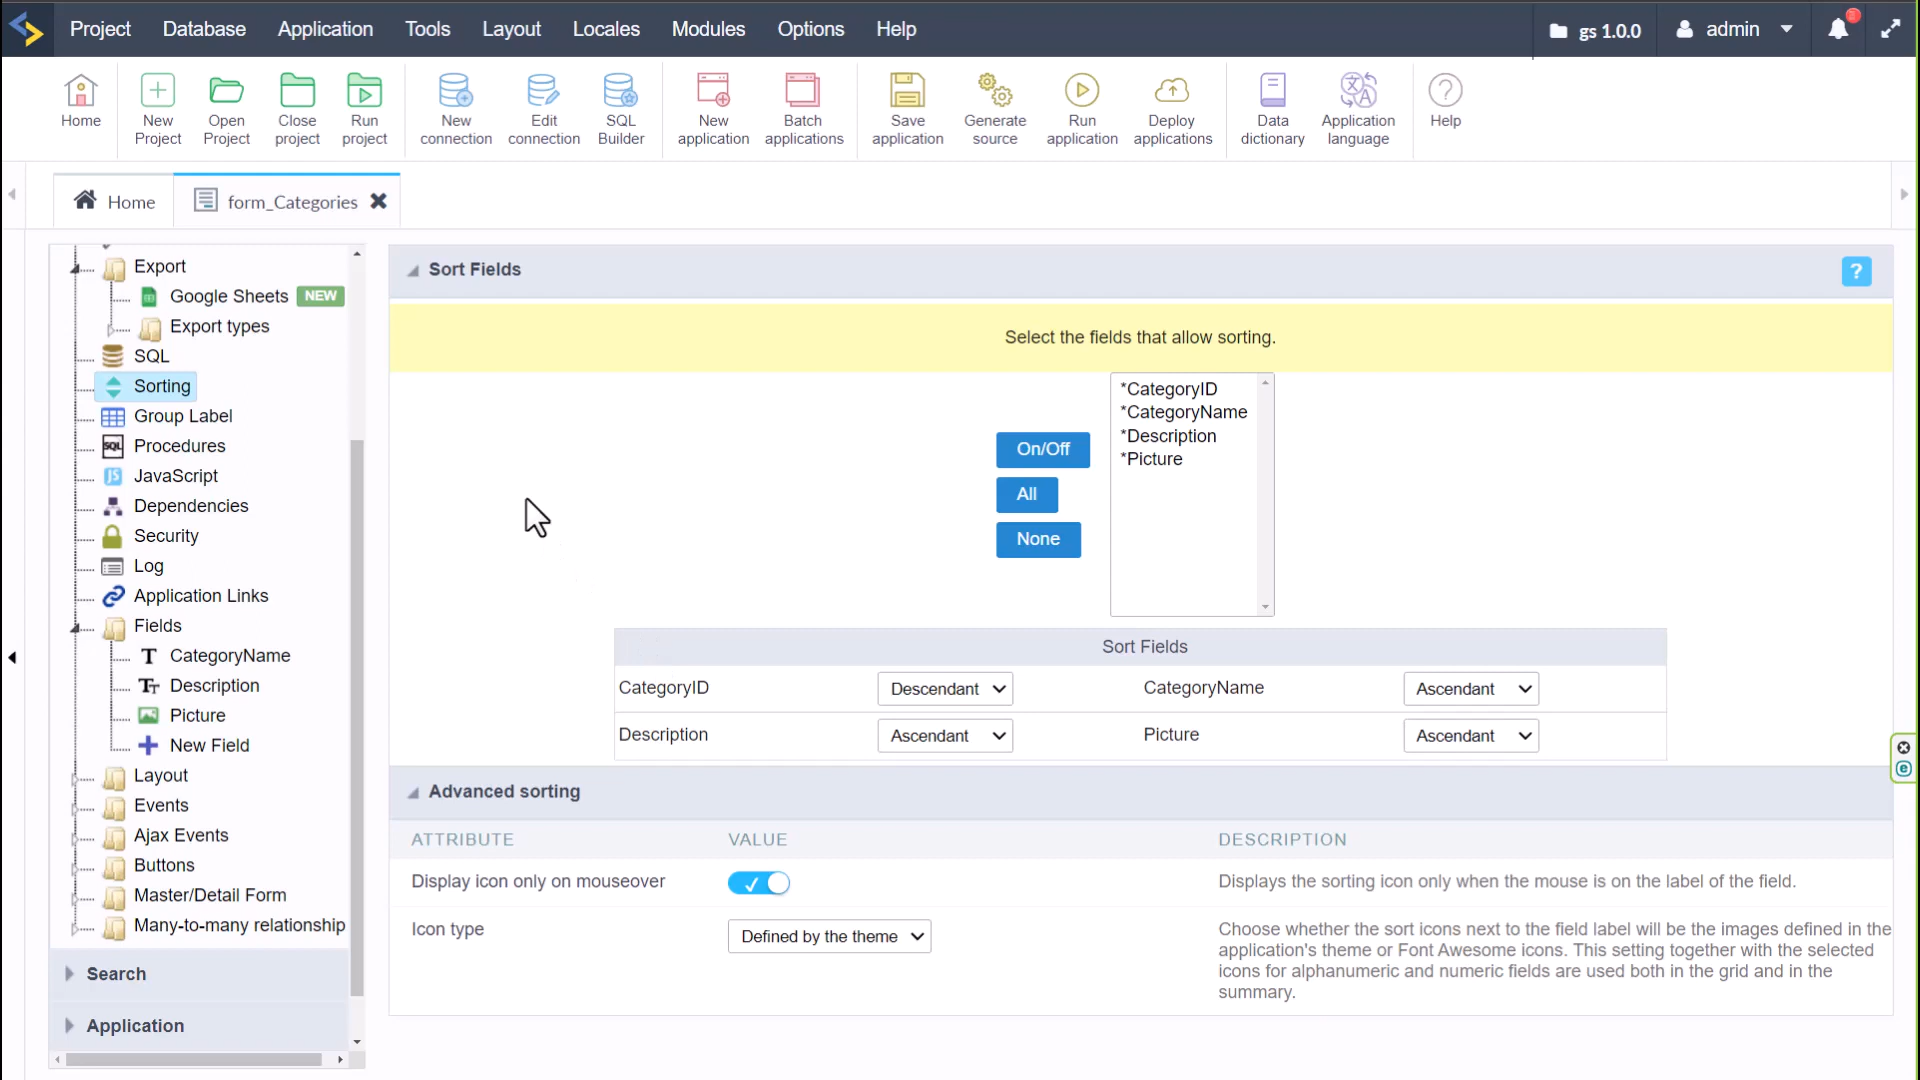 Project Database Application Tools Layout Locales Modules Options Help gs 1.0.0 admin
Home
New Project
Open Project
Close project
Run project
New connection
Edit connection
SQL Builder
New application
Batch applications
Save application
Generate source
Run application
Deploy applications
Data dictionary
Application language
Help
Home form_Categories
Export
Google Sheets NEW
Export types
SQL
Sorting
Group Label
SQL Procedures
JS JavaScript
Dependencies
Security
Log
Application Links
Fields
CategoryName
Description
Picture
New Field
Layout
Events
Ajax Events
Buttons
Master/Detail Form
Many-to-many relationship
Search
Application
Sort Fields ?
Select the fields that allow sorting.
On/Off
All
None
*CategoryID
*CategoryName
*Description
*Picture
Sort Fields
CategoryID Descendant CategoryName Ascendant
Description Ascendant Picture Ascendant
Advanced sorting
ATTRIBUTE VALUE DESCRIPTION
Display icon only on mouseover Displays the sorting icon only when the mouse is on the label of the field.
Icon type Defined by the theme Choose whether the sort icons next to the field label will be the images defined in the
application's theme or Font Awesome icons. This setting together with the selected
icons for alphanumeric and numeric fields are used both in the grid and in the
summary.